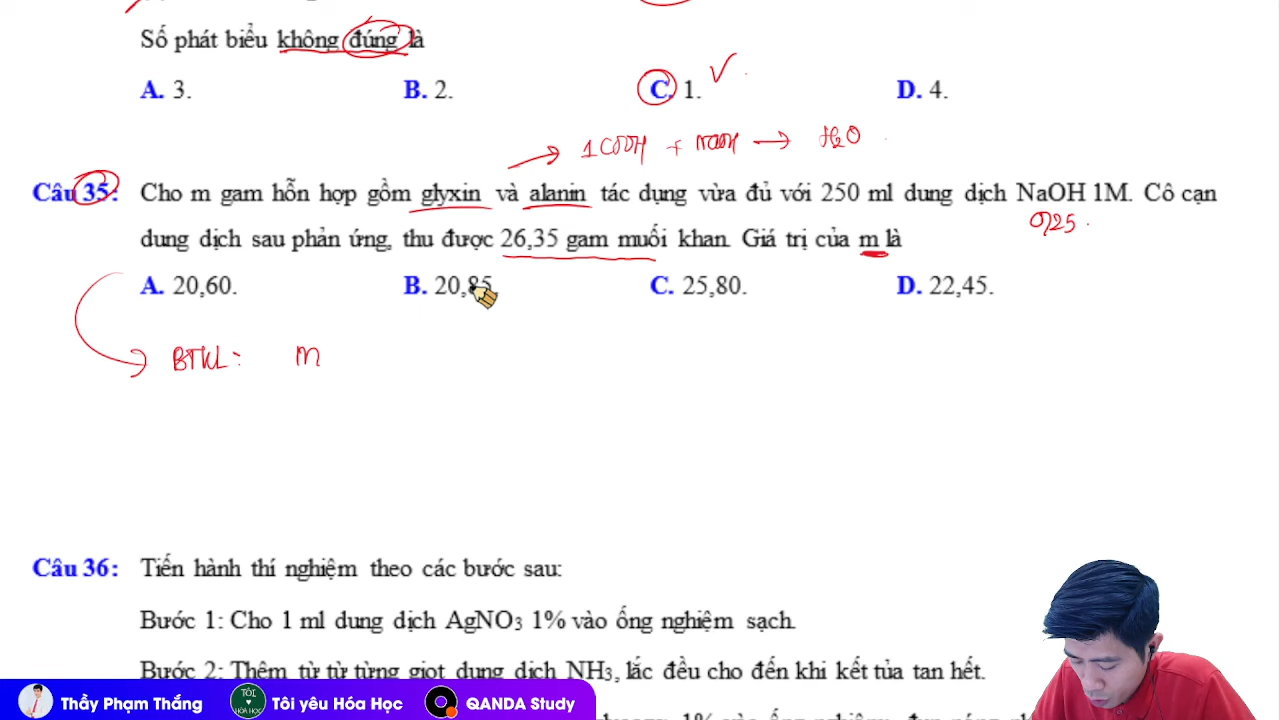 Số phát biểu không đúng là
A. 3. B. 2. C. 1. D. 4.
1 COOH + NaOH → H2O
Câu 35: Cho m gam hỗn hợp gồm glyxin và alanin tác dụng vừa đủ với 250 ml dung dịch NaOH 1M. Cô cạn
0,25
dung dịch sau phản ứng, thu được 26,35 gam muối khan. Giá trị của m là
A. 20,60. B. 20,85. C. 25,80. D. 22,45.
BTKL: m
Câu 36: Tiến hành thí nghiệm theo các bước sau:
Bước 1: Cho 1 ml dung dịch AgNO3 1% vào ống nghiệm sạch.
Bước 2: Thêm từ từ từng giọt dung dịch NH3, lắc đều cho đến khi kết tủa tan hết.
Thầy Phạm Thắng TÔI HÓA HỌC Tôi yêu Hóa Học QANDA Study